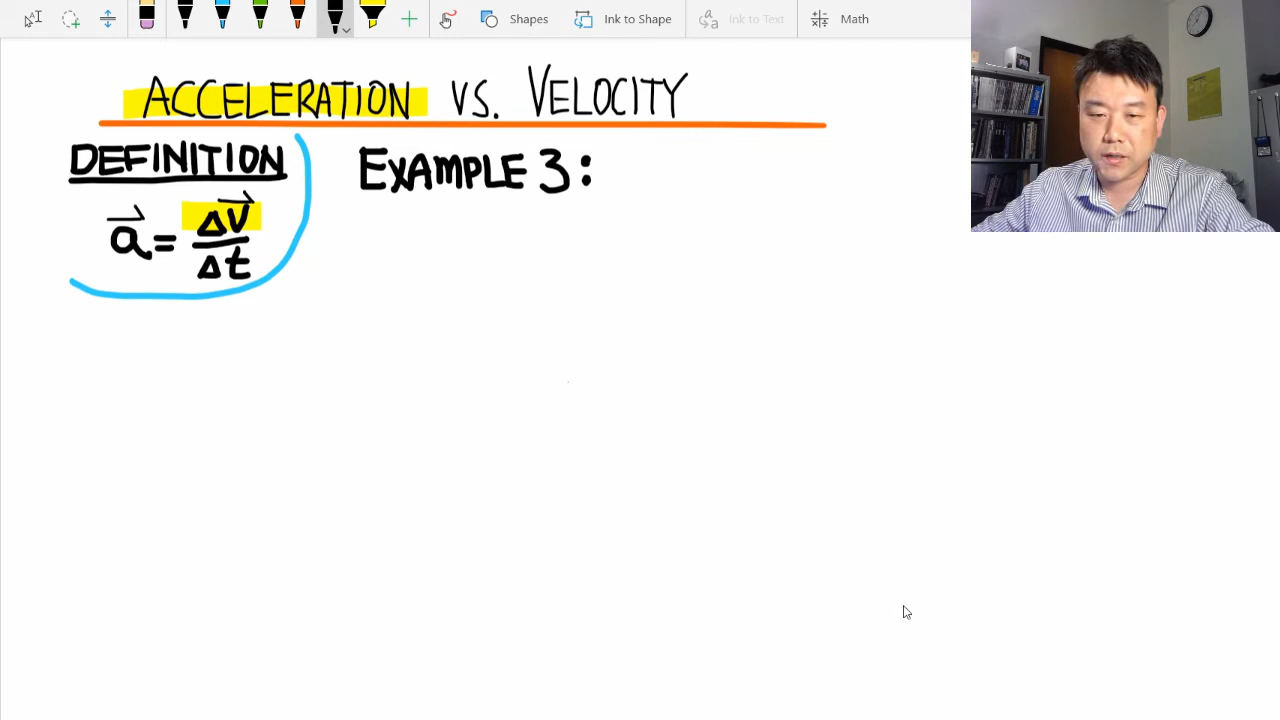 Shapes Ink to Shape Ink to Text Math
ACCELERATION VS. VELOCITY
DEFINITION
EXAMPLE 3:
a⃗ = Δv⃗/Δt